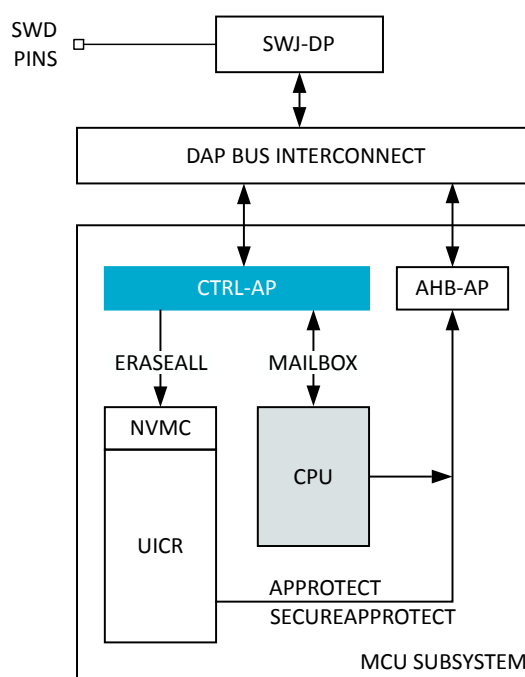 SWD
PINS
SWJ-DP
DAP BUS INTERCONNECT
CTRL-AP
AHB-AP
ERASEALL
MAILBOX
NVMC
CPU
UICR
APPROTECT
SECUREAPPROTECT
MCU SUBSYSTEM